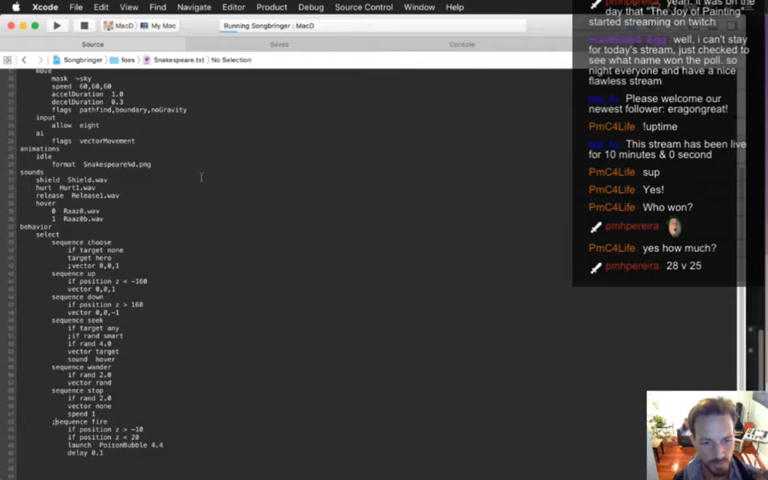 Xcode File Edit View Find Navigate Editor Product Debug Source Control Window Help
MacD My Mac Running Songbringer : MacD
Source Saves Console
Songbringer foes Snakespeare.txt No Selection
move
mask ~sky
speed 60,60,60
accelDuration 1.0
decelDuration 0.3
flags pathfind,boundary,noGravity
input
allow eight
ai
flags vectorMovement
animations
idle
format Snakespeare%d.png
sounds
shield Shield.wav
hurt Hurt1.wav
release Release1.wav
hover
0 Raaz0.wav
1 Raaz0b.wav
behavior
select
sequence choose
if target none
target hero
;vector 0,0,1
sequence up
if position z < -160
vector 0,0,1
sequence down
if position z > 160
vector 0,0,-1
sequence seek
if target any
;if rand smart
if rand 4.0
vector target
sound hover
sequence wander
if rand 2.0
vector rand
sequence stop
if rand 2.0
vector none
speed 1
;sequence fire
if position z > -10
if position z < 20
launch PoisonBubble 4.4
delay 0.1
pmhpereira: yeah. it was on the
day that "The Joy of Painting"
started streaming on twitch
well, i can't stay
for today's stream, just checked to
see what name won the poll. so
night everyone and have a nice
flawless stream
Please welcome our
newest follower: eragongreat!
PmC4Life !uptime
This stream has been live
for 10 minutes & 0 second
PmC4Life sup
PmC4Life Yes!
PmC4Life Who won?
pmhpereira
PmC4Life yes how much?
pmhpereira 28 v 25